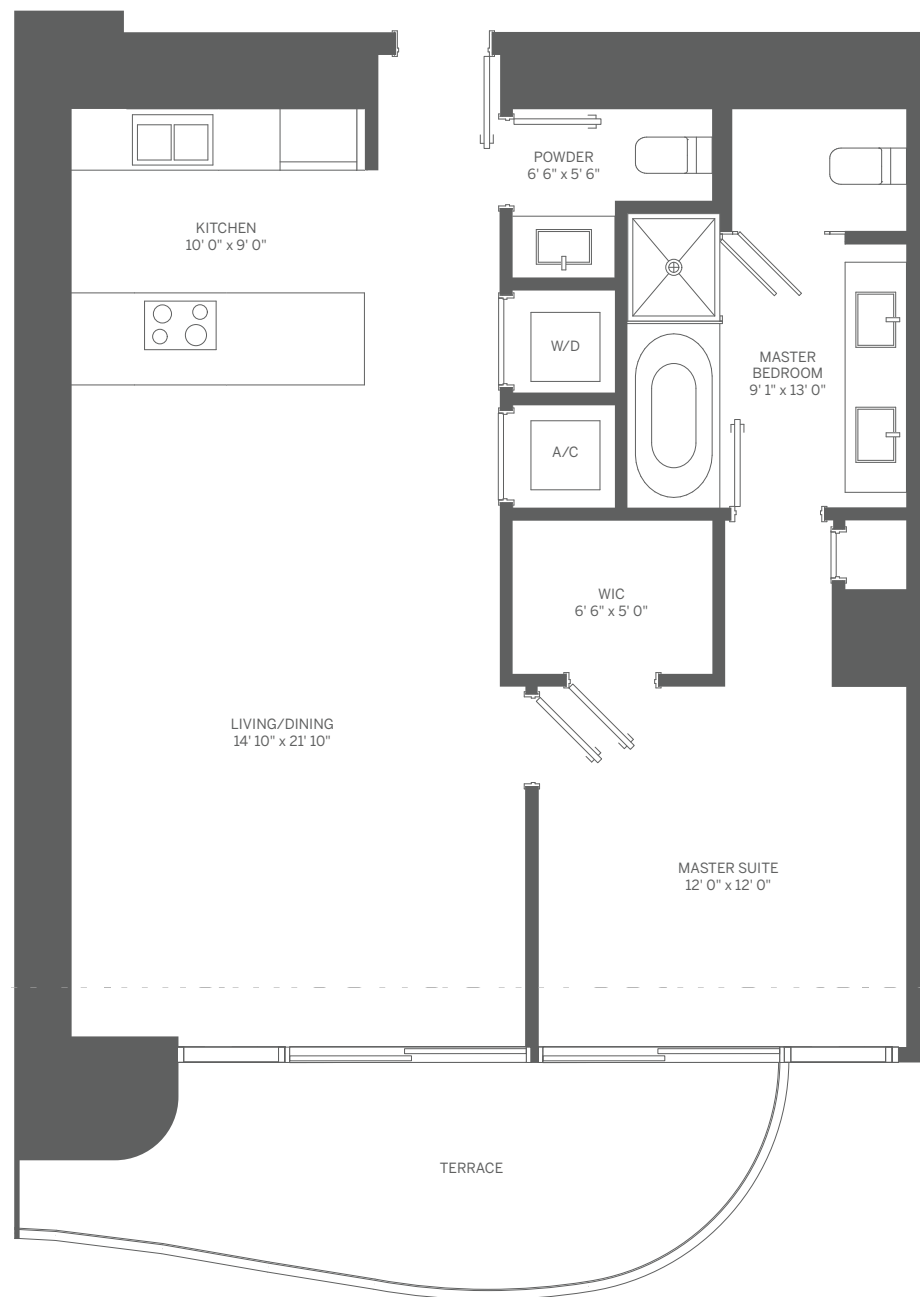 POWDER
6' 6" x 5' 6"
KITCHEN
10' 0" x 9' 0"
W/D
MASTER
BEDROOM
9' 1" x 13' 0"
A/C
WIC
6' 6" x 5' 0"
LIVING/DINING
14' 10" x 21' 10"
MASTER SUITE
12' 0" x 12' 0"
TERRACE